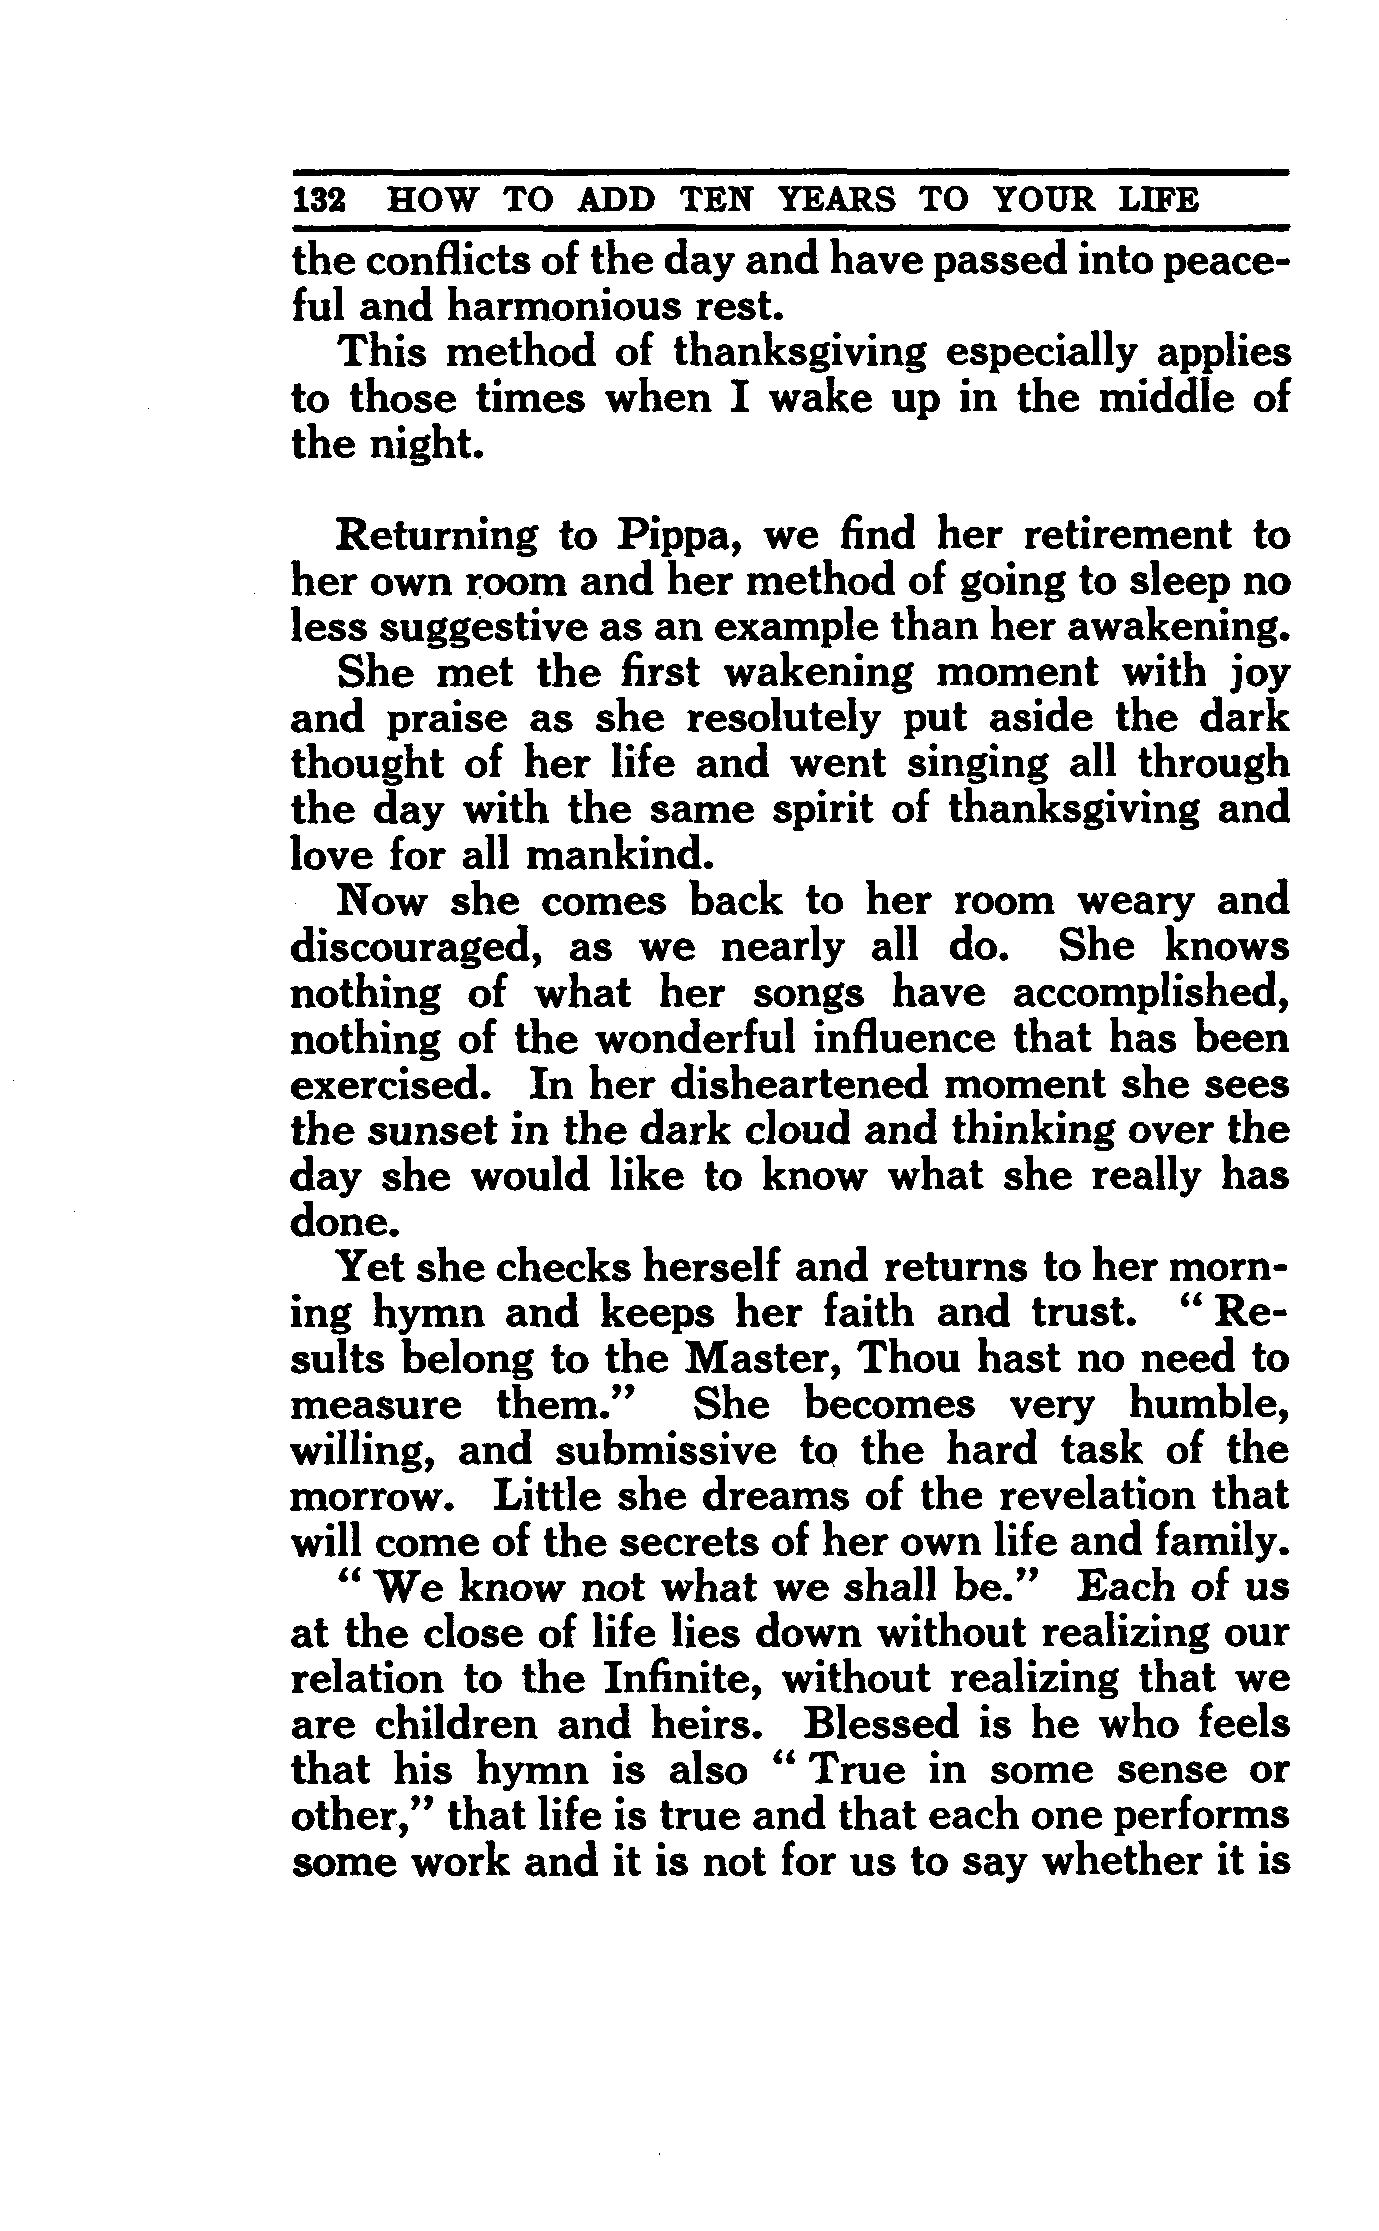 132 HOW TO ADD TEN YEARS TO YOUR LIFE
the conflicts of the day and have passed into peace-
ful and harmonious rest.
This method of thanksgiving especially applies
to those times when I wake up in the middle of
the night.
Returning to Pippa, we find her retirement to
her own room and her method of going to sleep no
less suggestive as an example than her awakening.
She met the first wakening moment with joy
and praise as she resolutely put aside the dark
thought of her life and went singing all through
the day with the same spirit of thanksgiving and
love for all mankind.
Now she comes back to her room weary and
discouraged, as we nearly all do. She knows
nothing of what her songs have accomplished,
nothing of the wonderful influence that has been
exercised. In her disheartened moment she sees
the sunset in the dark cloud and thinking over the
day she would like to know what she really has
done.
Yet she checks herself and returns to her morn-
ing hymn and keeps her faith and trust. " Re-
sults belong to the Master, Thou hast no need to
measure them." She becomes very humble,
willing, and submissive to the hard task of the
morrow. Little she dreams of the revelation that
will come of the secrets of her own life and family.
" We know not what we shall be." Each of us
at the close of life lies down without realizing our
relation to the Infinite, without realizing that we
are children and heirs. Blessed is he who feels
that his hymn is also " True in some sense or
other," that life is true and that each one performs
some work and it is not for us to say whether it is